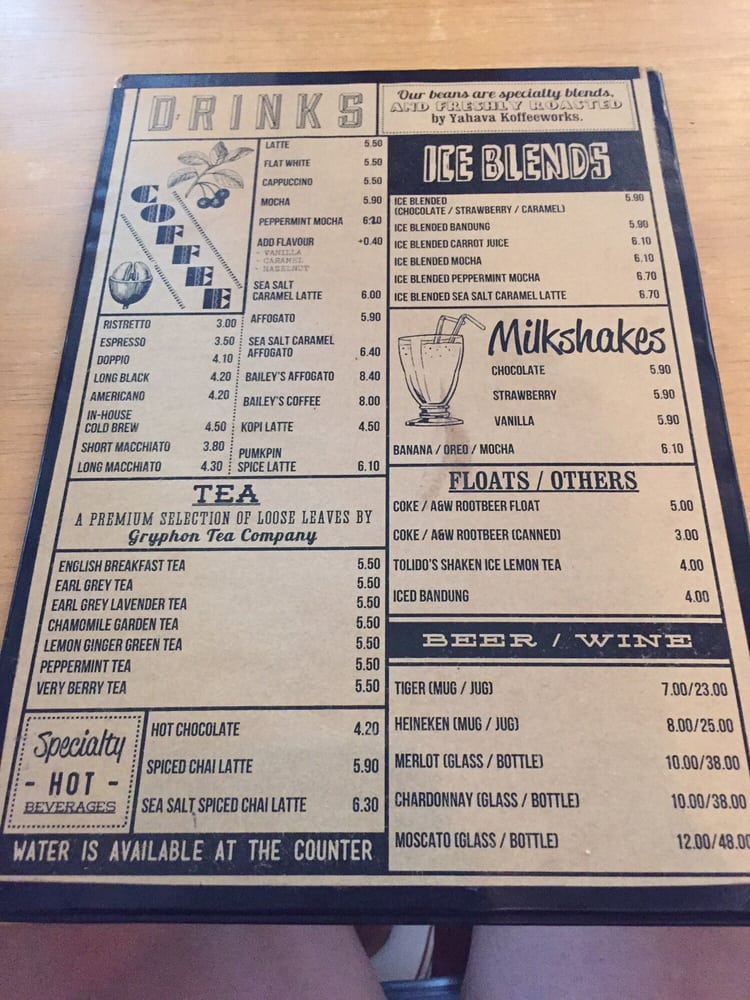 DRINKS
Our beans are specialty blends,
AND FRESHLY ROASTED
by Yahava Koffeeworks.
COFFEE
LATTE 5.50
FLAT WHITE 5.50
CAPPUCCINO 5.50
MOCHA 5.90
PEPPERMINT MOCHA
ADD FLAVOUR +0.40
- VANILLA
- CARAMEL
- HAZELNUT
SEA SALT
CARAMEL LATTE 6.00
AFFOGATO 5.90
SEA SALT CARAMEL
AFFOGATO 6.40
BAILEY'S AFFOGATO 8.40
BAILEY'S COFFEE 8.00
KOPI LATTE 4.50
PUMKPIN
SPICE LATTE 6.10
RISTRETTO 3.00
ESPRESSO 3.50
DOPPIO 4.10
LONG BLACK 4.20
AMERICANO 4.20
IN-HOUSE
COLD BREW 4.50
SHORT MACCHIATO 3.80
LONG MACCHIATO 4.30
TEA
A PREMIUM SELECTION OF LOOSE LEAVES BY
Gryphon Tea Company
ENGLISH BREAKFAST TEA 5.50
EARL GREY TEA 5.50
EARL GREY LAVENDER TEA 5.50
CHAMOMILE GARDEN TEA 5.50
LEMON GINGER GREEN TEA 5.50
PEPPERMINT TEA 5.50
VERY BERRY TEA 5.50
Specialty
- HOT -
BEVERAGES
HOT CHOCOLATE 4.20
SPICED CHAI LATTE 5.90
SEA SALT SPICED CHAI LATTE 6.30
WATER IS AVAILABLE AT THE COUNTER
ICE BLENDS
ICE BLENDED 5.90
(CHOCOLATE / STRAWBERRY / CARAMEL)
ICE BLENDED BANDUNG 5.90
ICE BLENDED CARROT JUICE 6.10
ICE BLENDED MOCHA 6.10
ICE BLENDED PEPPERMINT MOCHA 6.70
ICE BLENDED SEA SALT CARAMEL LATTE 6.70
Milkshakes
CHOCOLATE 5.90
STRAWBERRY 5.90
VANILLA 5.90
BANANA / OREO / MOCHA 6.10
FLOATS / OTHERS
COKE / A&W ROOTBEER FLOAT 5.00
COKE / A&W ROOTBEER (CANNED) 3.00
TOLIDO'S SHAKEN ICE LEMON TEA 4.00
ICED BANDUNG 4.00
BEER / WINE
TIGER (MUG / JUG) 7.00/23.00
HEINEKEN (MUG / JUG) 8.00/25.00
MERLOT (GLASS / BOTTLE) 10.00/38.00
CHARDONNAY (GLASS / BOTTLE) 10.00/38.00
MOSCATO (GLASS / BOTTLE) 12.00/48.00